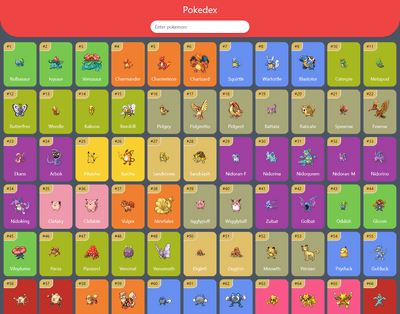 Pokedex
Enter pokemon
#1 #2 #3 #4 #5 #6 #7 #8 #9 #10 #11
Bulbasaur Ivysaur Venusaur Charmander Charmeleon Charizard Squirtle Wartortle Blastoise Caterpie Metapod
#12 #13 #14 #15 #16 #17 #18 #19 #20 #21 #22
Butterfree Weedle Kakuna Beedrill Pidgey Pidgeotto Pidgeot Rattata Raticate Spearow Fearow
#23 #24 #25 #26 #27 #28 #29 #30 #31 #32 #33
Ekans Arbok Pikachu Raichu Sandshrew Sandslash Nidoran-F Nidorina Nidoqueen Nidoran-M Nidorino
#34 #35 #36 #37 #38 #39 #40 #41 #42 #43 #44
Nidoking Clefairy Clefable Vulpix Ninetales Jigglypuff Wigglytuff Zubat Golbat Oddish Gloom
#45 #46 #47 #48 #49 #50 #51 #52 #53 #54 #55
Vileplume Paras Parasect Venonat Venomoth Diglett Dugtrio Meowth Persian Psyduck Golduck
#56 #57 #58 #59 #60 #61 #62 #63 #64 #65 #66